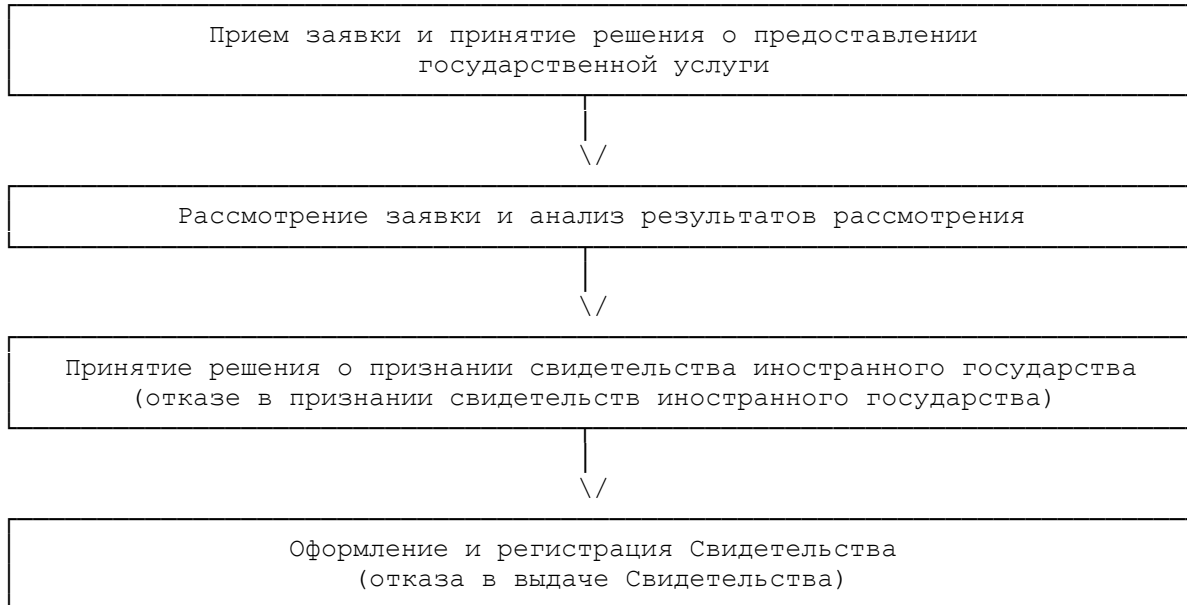 Прием заявки и принятие решения о предоставлении
государственной услуги
\/
Рассмотрение заявки и анализ результатов рассмотрения
\/
Принятие решения о признании свидетельства иностранного государства
(отказе в признании свидетельств иностранного государства)
\/
Оформление и регистрация Свидетельства
(отказа в выдаче Свидетельства)